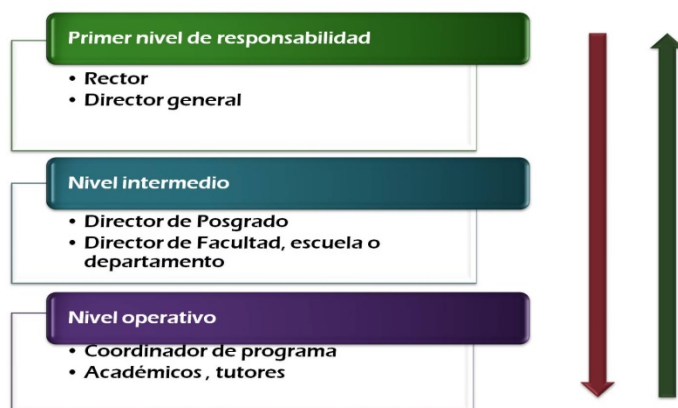 Primer nivel de responsabilidad
• Rector
• Director general
Nivel intermedio
• Director de Posgrado
• Director de Facultad, escuela o
departamento
Nivel operativo
• Coordinador de programa
• Académicos , tutores